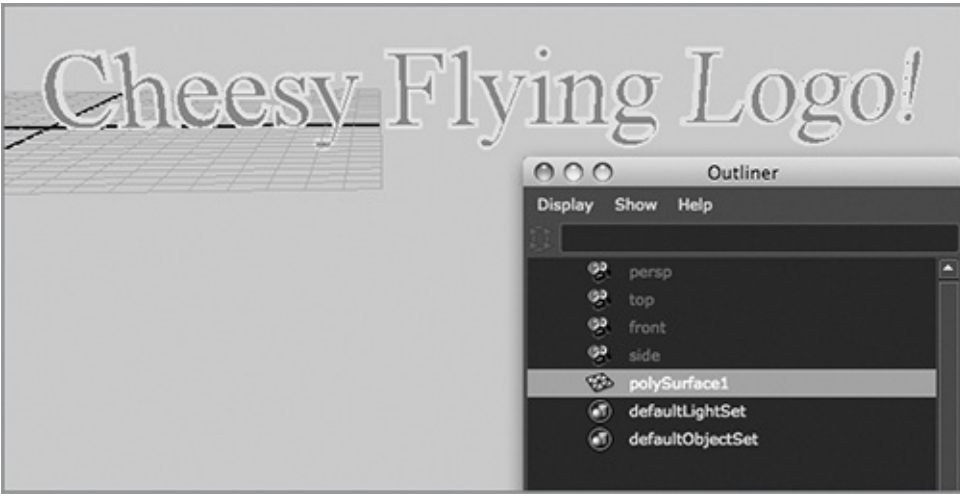 Cheesy Flying Logo!
Outliner
Display Show Help
persp
top
front
side
polySurface1
defaultLightSet
defaultObjectSet